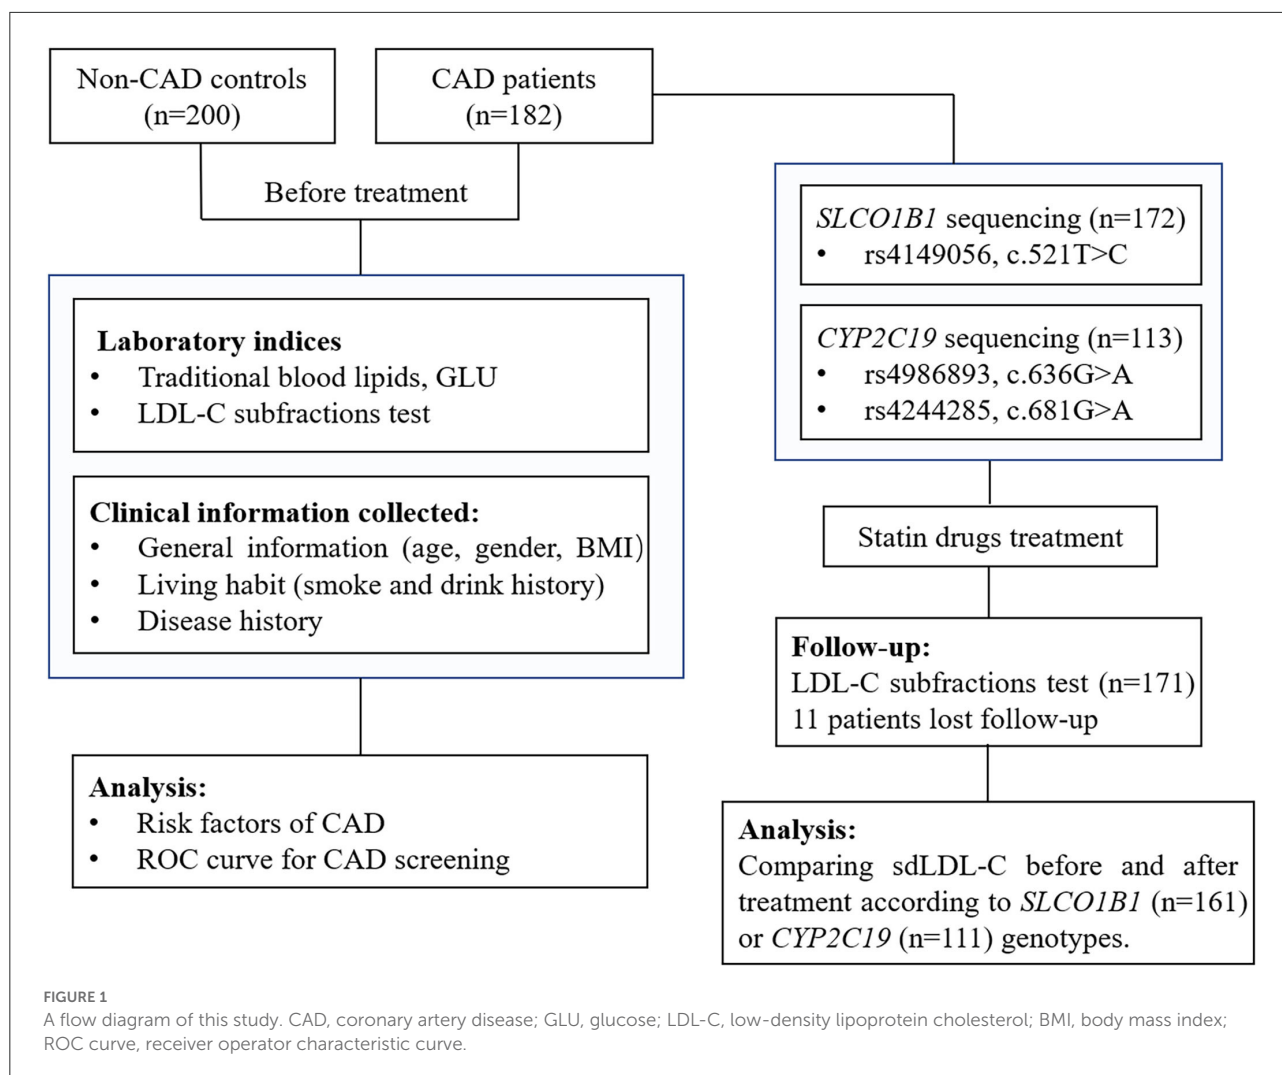 Non-CAD controls
(n=200)
CAD patients
(n=182)
Before treatment
Laboratory indices
• Traditional blood lipids, GLU
• LDL-C subfractions test
Clinical information collected:
• General information (age, gender, BMI)
• Living habit (smoke and drink history)
• Disease history
Analysis:
• Risk factors of CAD
• ROC curve for CAD screening
SLCO1B1 sequencing (n=172)
• rs4149056, c.521T>C
CYP2C19 sequencing (n=113)
• rs4986893, c.636G>A
• rs4244285, c.681G>A
Statin drugs treatment
Follow-up:
LDL-C subfractions test (n=171)
11 patients lost follow-up
Analysis:
Comparing sdLDL-C before and after
treatment according to SLCO1B1 (n=161)
or CYP2C19 (n=111) genotypes.
FIGURE 1
A flow diagram of this study. CAD, coronary artery disease; GLU, glucose; LDL-C, low-density lipoprotein cholesterol; BMI, body mass index;
ROC curve, receiver operator characteristic curve.